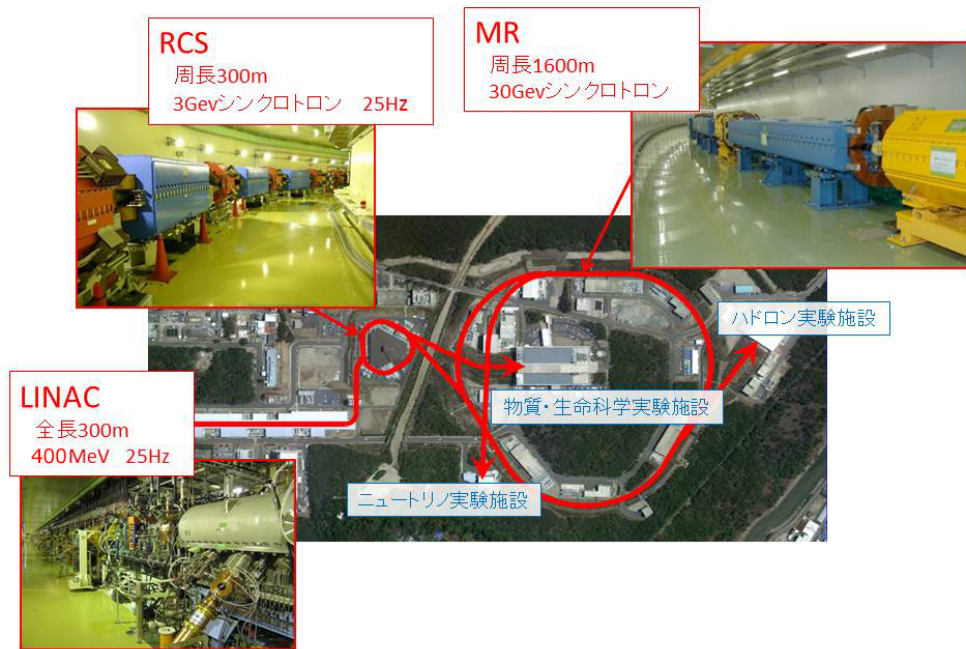 RCS
周長300m
3Gevシンクロトロン 25Hz
MR
周長1600m
30Gevシンクロトロン
ハドロン実験施設
LINAC
全長300m
400MeV 25Hz
物質・生命科学実験施設
ニュートリノ実験施設